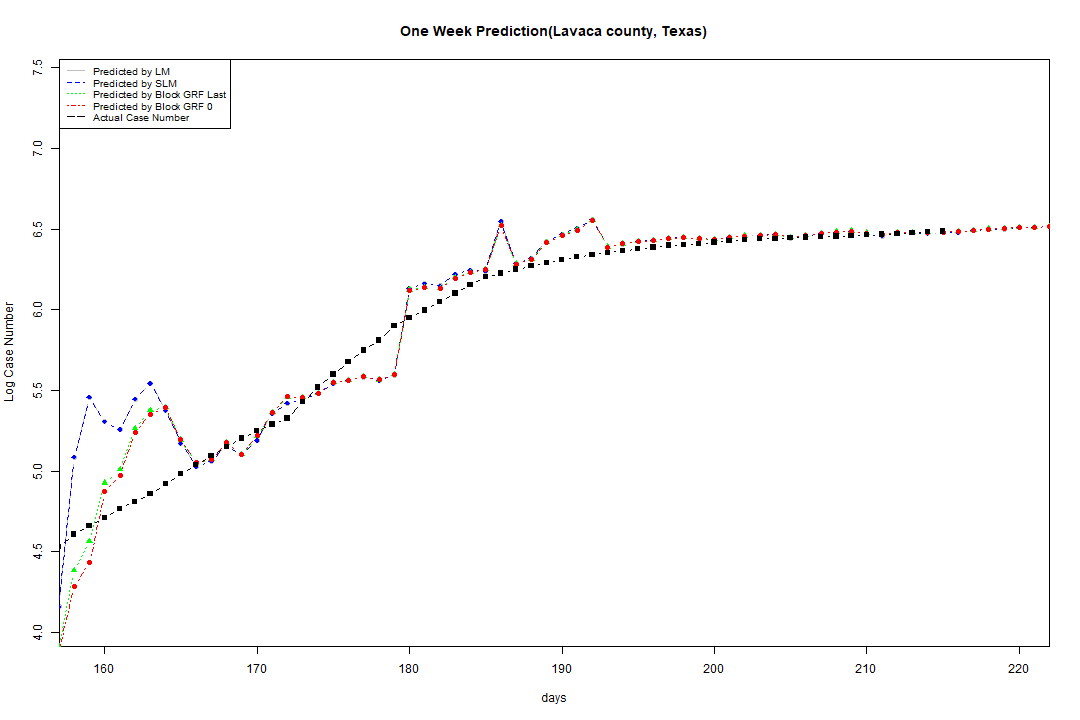 One Week Prediction(Lavaca county, Texas)
Predicted by LM
Predicted by SLM
Predicted by Block GRF Last
Predicted by Block GRF 0
Actual Case Number
7.5
7.0
6.5
6.0
5.5
5.0
4.5
4.0
Log Case Number
160 170 180 190 200 210 220
days